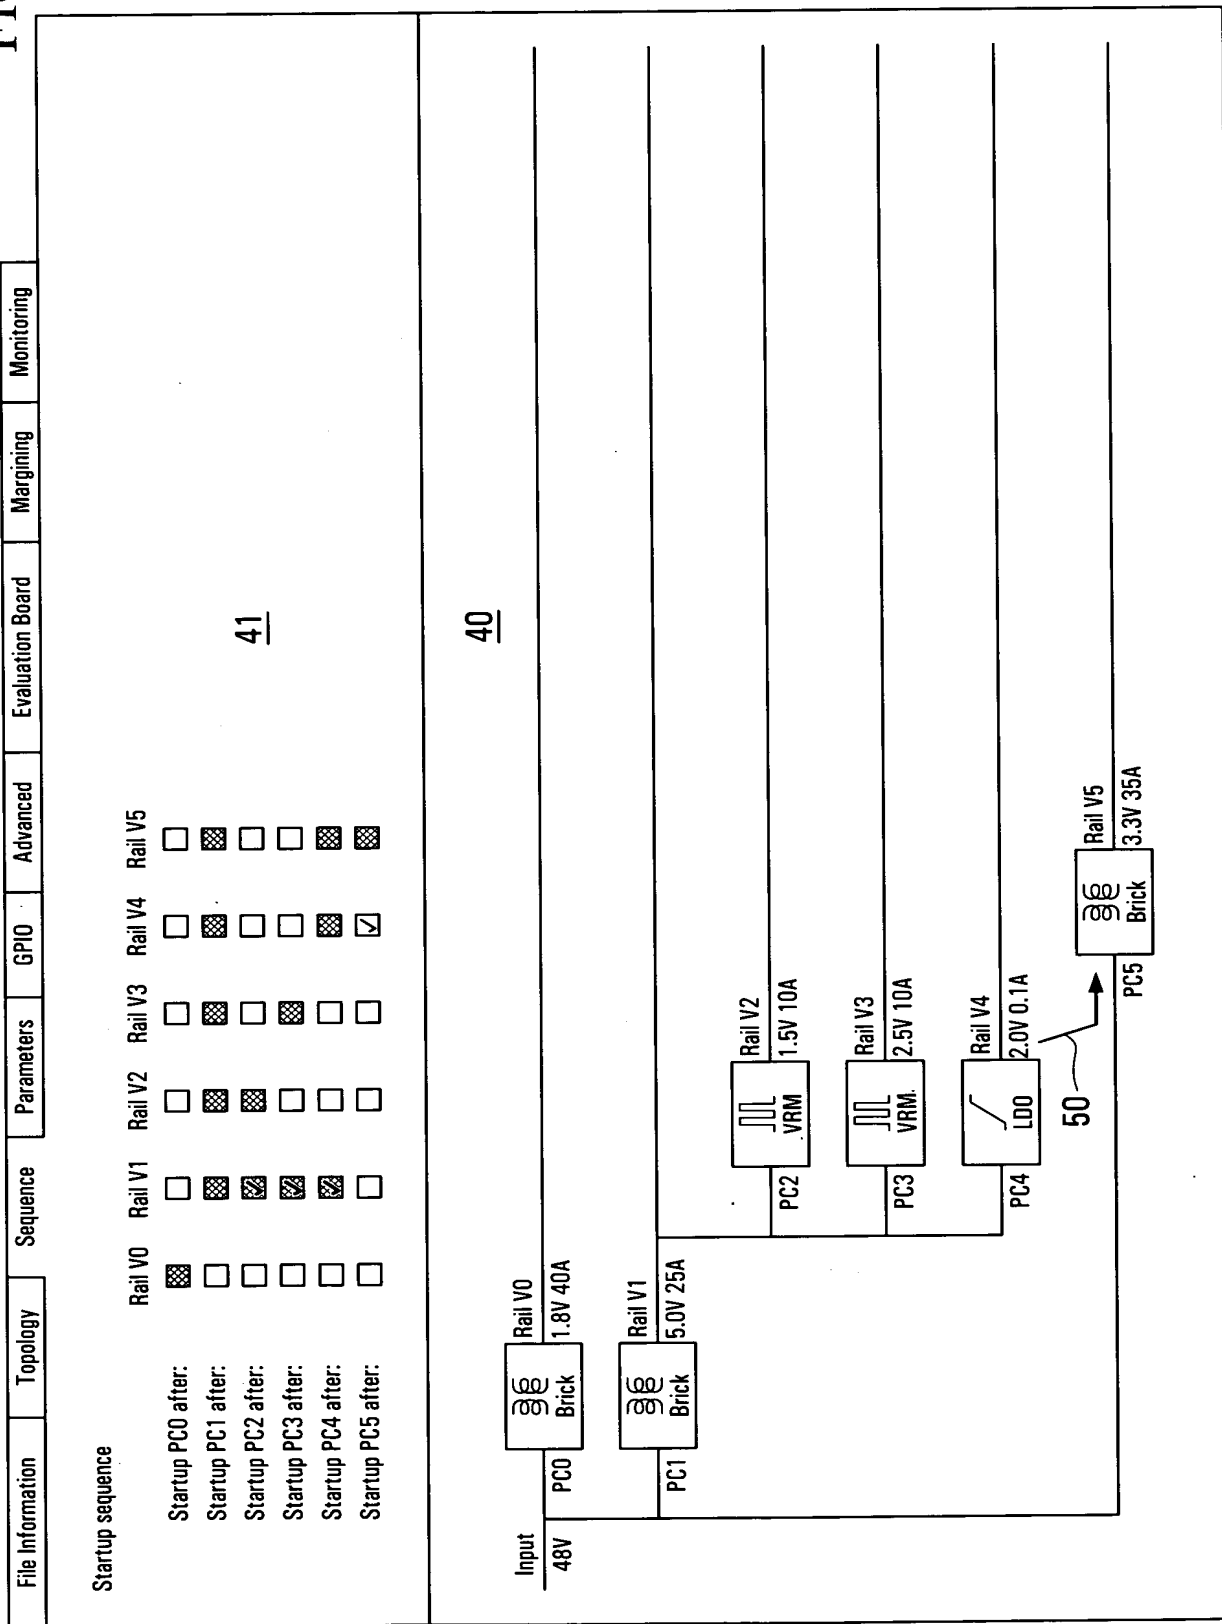 File Information
Topology
Sequence
Parameters
GPIO
Advanced
Evaluation Board
Margining
Monitoring
Startup sequence
Rail V0
Rail V1
Rail V2
Rail V3
Rail V4
Rail V5
Startup PC0 after:
Startup PC1 after:
Startup PC2 after:
Startup PC3 after:
Startup PC4 after:
Startup PC5 after:
41
40
Input
48V
PC0
Brick
Rail V0
1.8V 40A
PC1
Brick
Rail V1
5.0V 25A
PC2
VRM
Rail V2
1.5V 10A
PC3
VRM
Rail V3
2.5V 10A
PC4
LDO
Rail V4
2.0V 0.1A
50
PC5
Brick
Rail V5
3.3V 35A